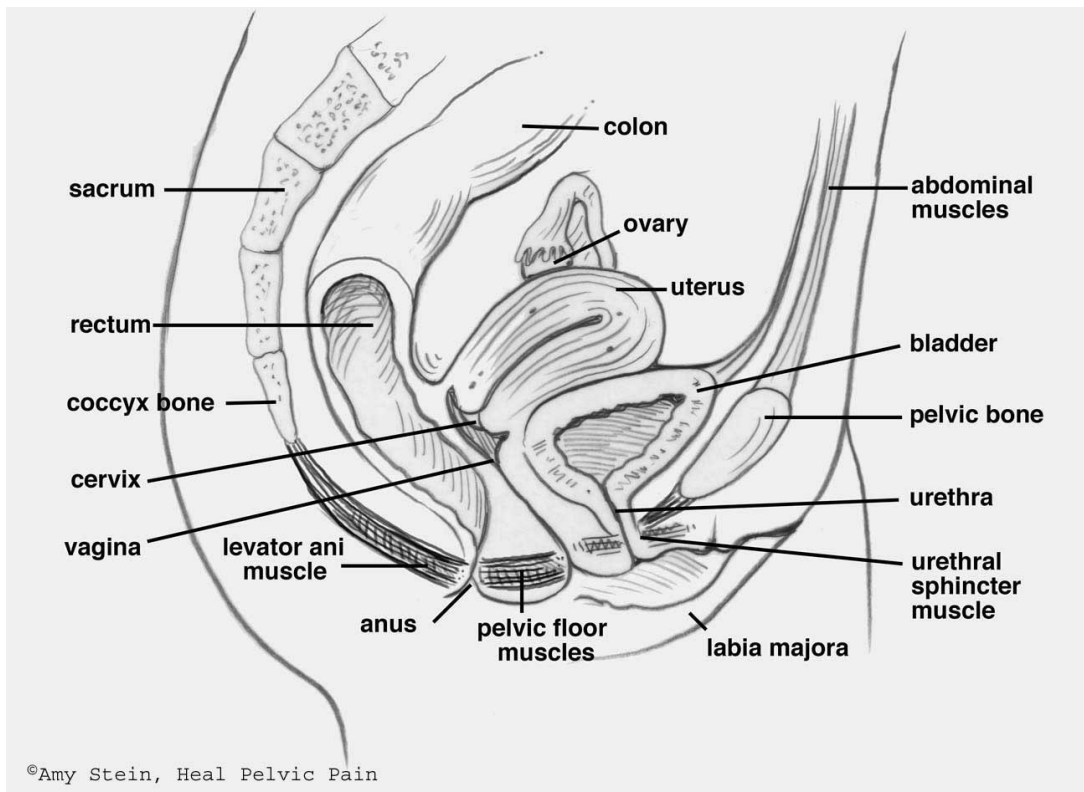 colon
sacrum
abdominal
muscles
ovary
uterus
rectum
bladder
coccyx bone
pelvic bone
cervix
urethra
vagina
levator ani
muscle
urethral
sphincter
muscle
anus
pelvic floor
muscles
labia majora
©Amy Stein, Heal Pelvic Pain